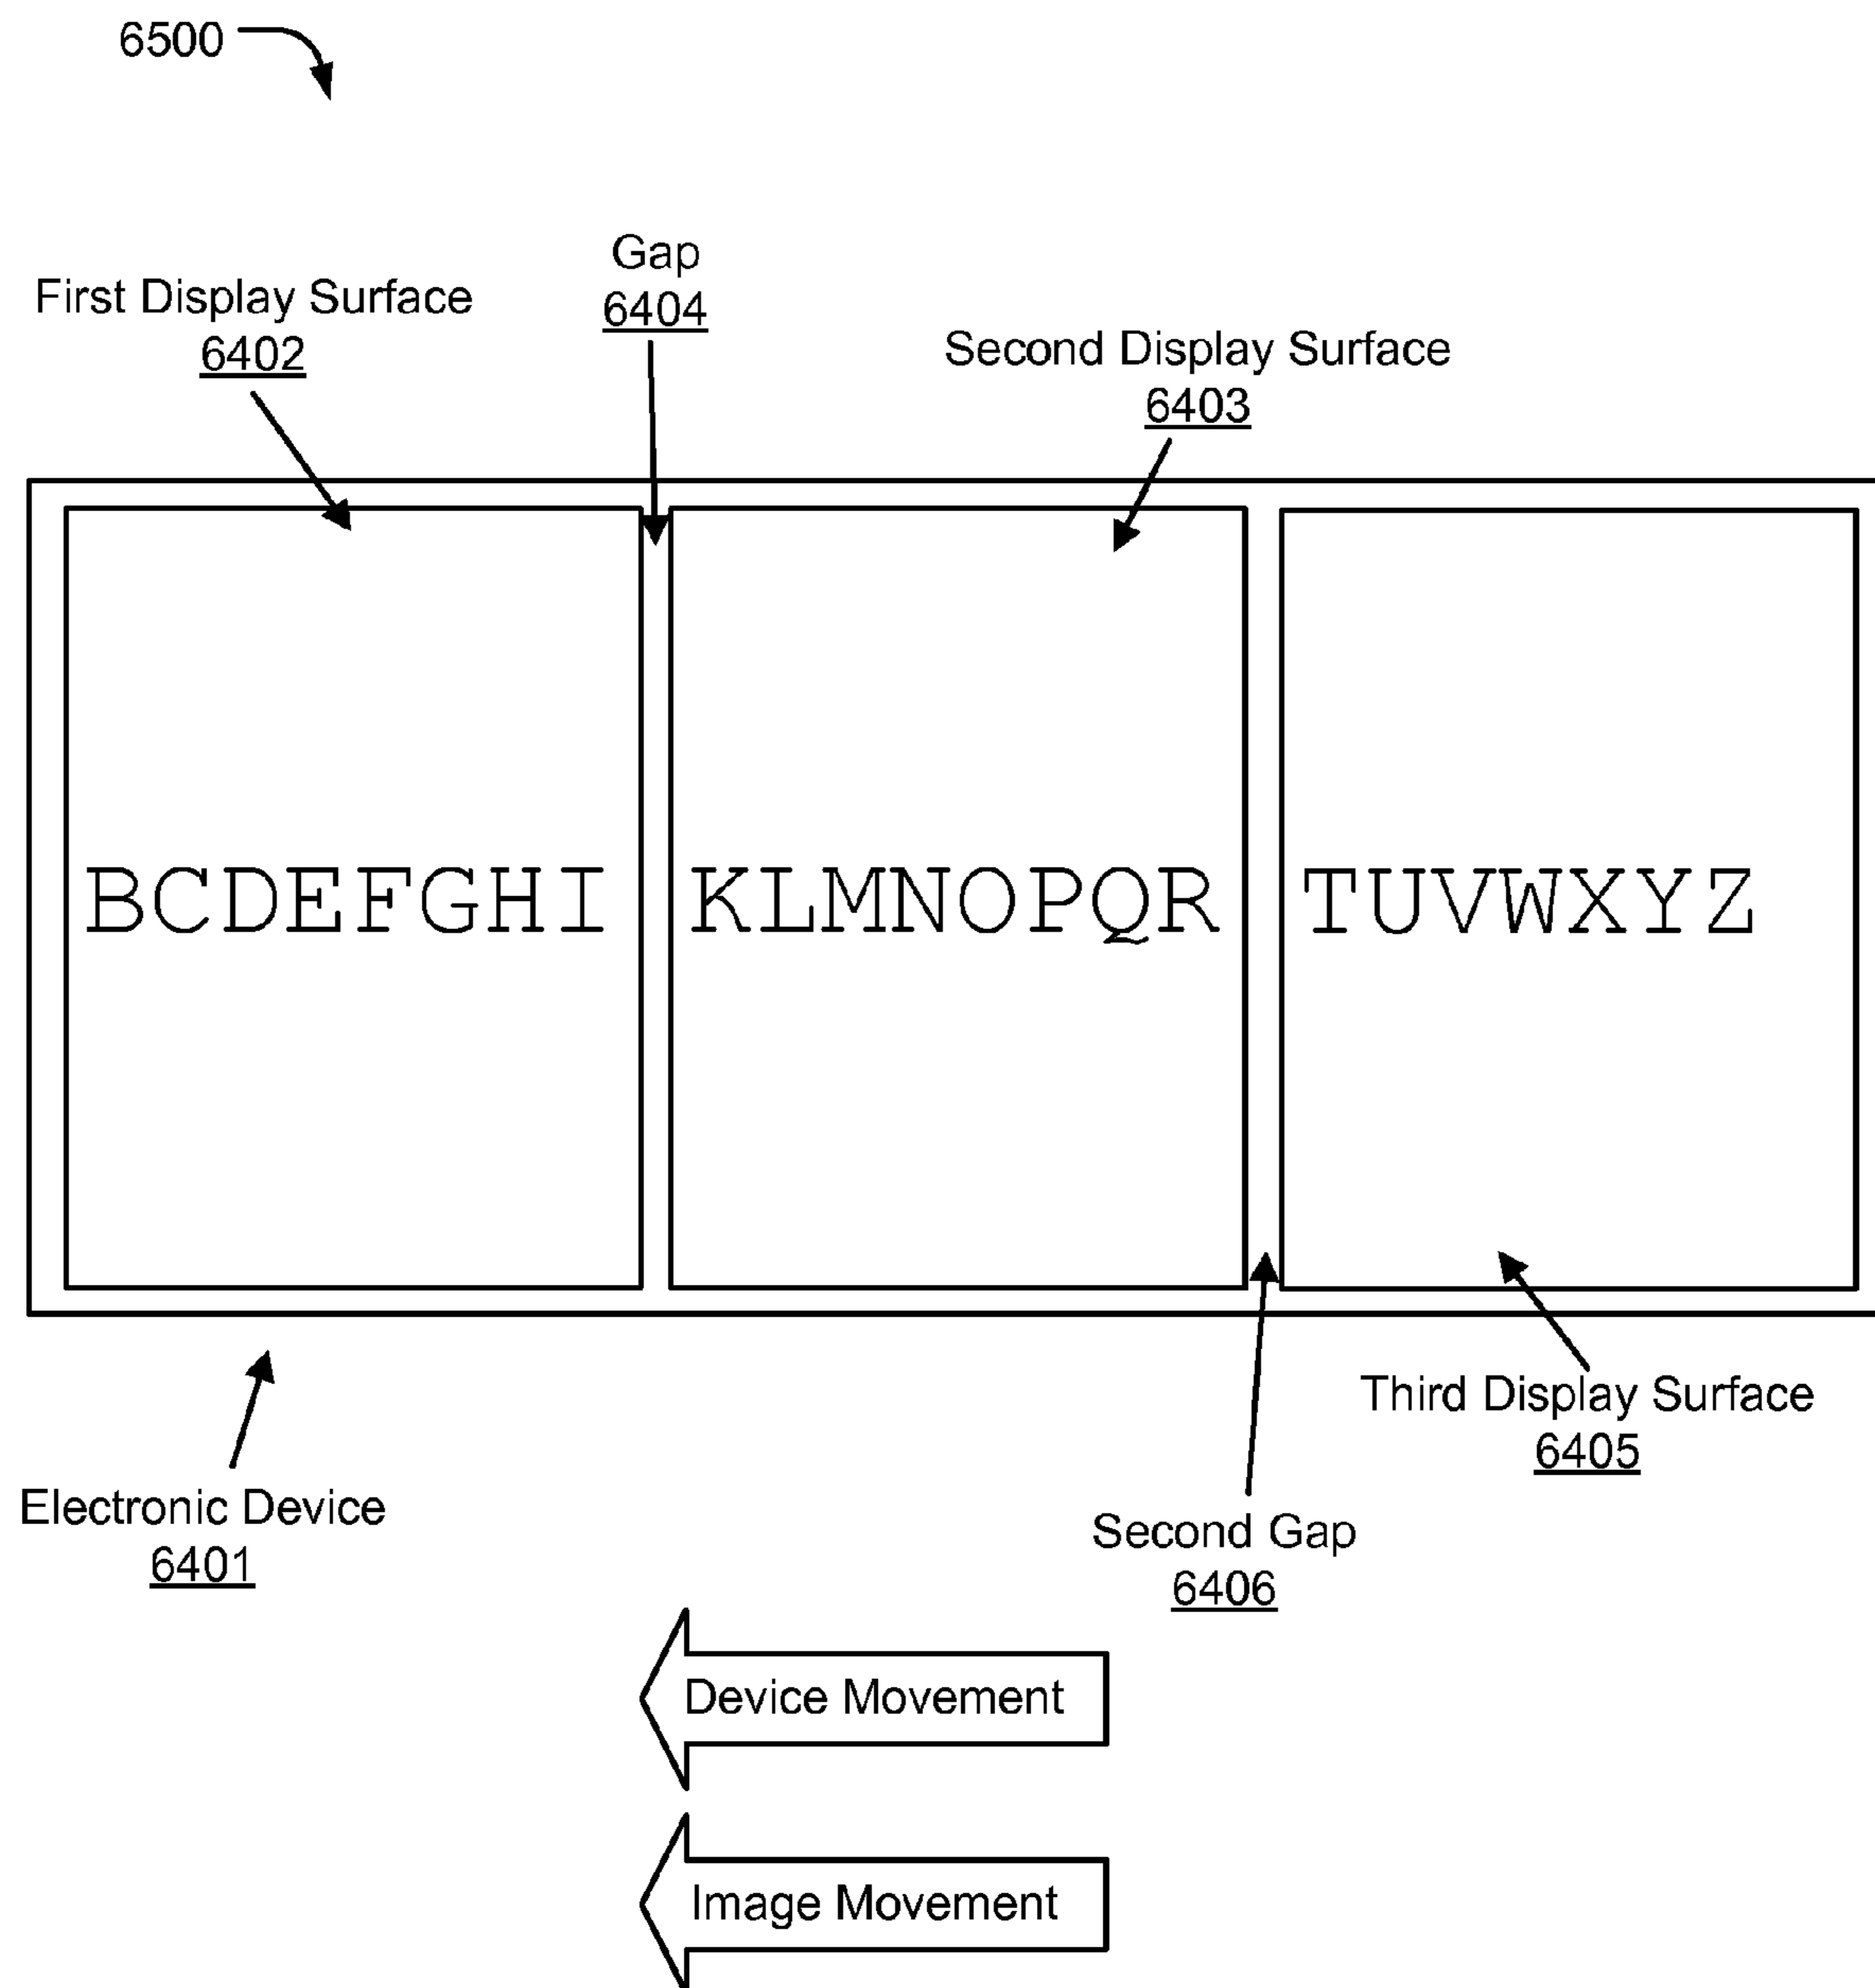 6500
Gap
6404
First Display Surface
6402
Second Display Surface
6403
BCDEFGHI KLMNOPQR TUVWXYZ
Third Display Surface
6405
Electronic Device
6401
Second Gap
6406
Device Movement
Image Movement